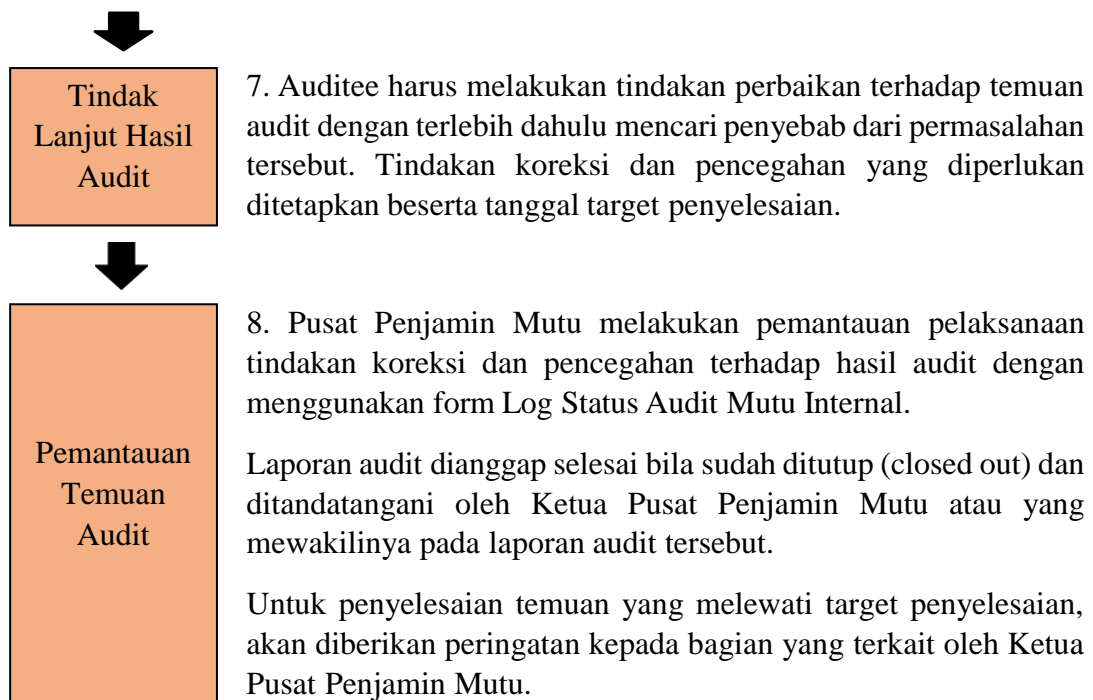 Tindak
Lanjut Hasil
Audit
7. Auditee harus melakukan tindakan perbaikan terhadap temuan
audit dengan terlebih dahulu mencari penyebab dari permasalahan
tersebut. Tindakan koreksi dan pencegahan yang diperlukan
ditetapkan beserta tanggal target penyelesaian.
Pemantauan
Temuan
Audit
8. Pusat Penjamin Mutu melakukan pemantauan pelaksanaan
tindakan koreksi dan pencegahan terhadap hasil audit dengan
menggunakan form Log Status Audit Mutu Internal.
Laporan audit dianggap selesai bila sudah ditutup (closed out) dan
ditandatangani oleh Ketua Pusat Penjamin Mutu atau yang
mewakilinya pada laporan audit tersebut.
Untuk penyelesaian temuan yang melewati target penyelesaian,
akan diberikan peringatan kepada bagian yang terkait oleh Ketua
Pusat Penjamin Mutu.